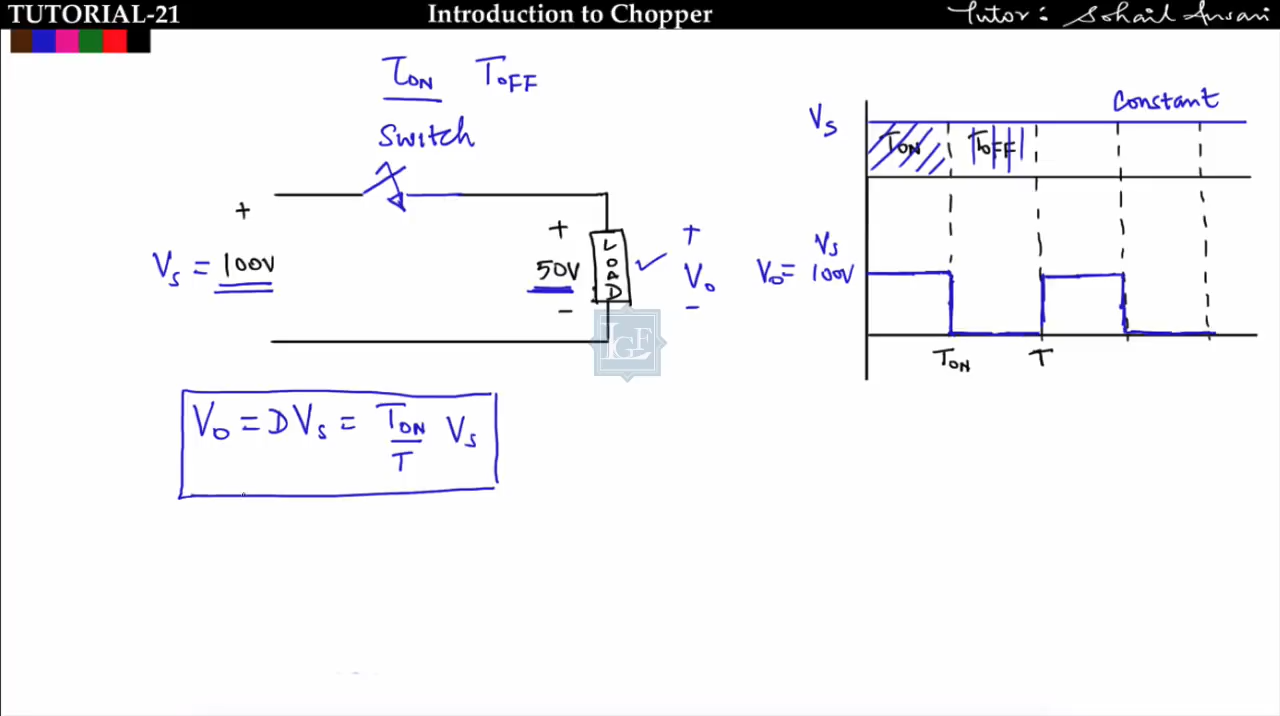 TUTORIAL-21
Introduction to Chopper
Tutor: Sohail Ansari
TON TOFF
Switch
+
Vs = 100V
+
50V
-
LOAD
+
Vo
-
LGF
Vs
Constant
TON TOFF
Vs
Vo = 100V
TON T
Vo = DVs = TON/T Vs